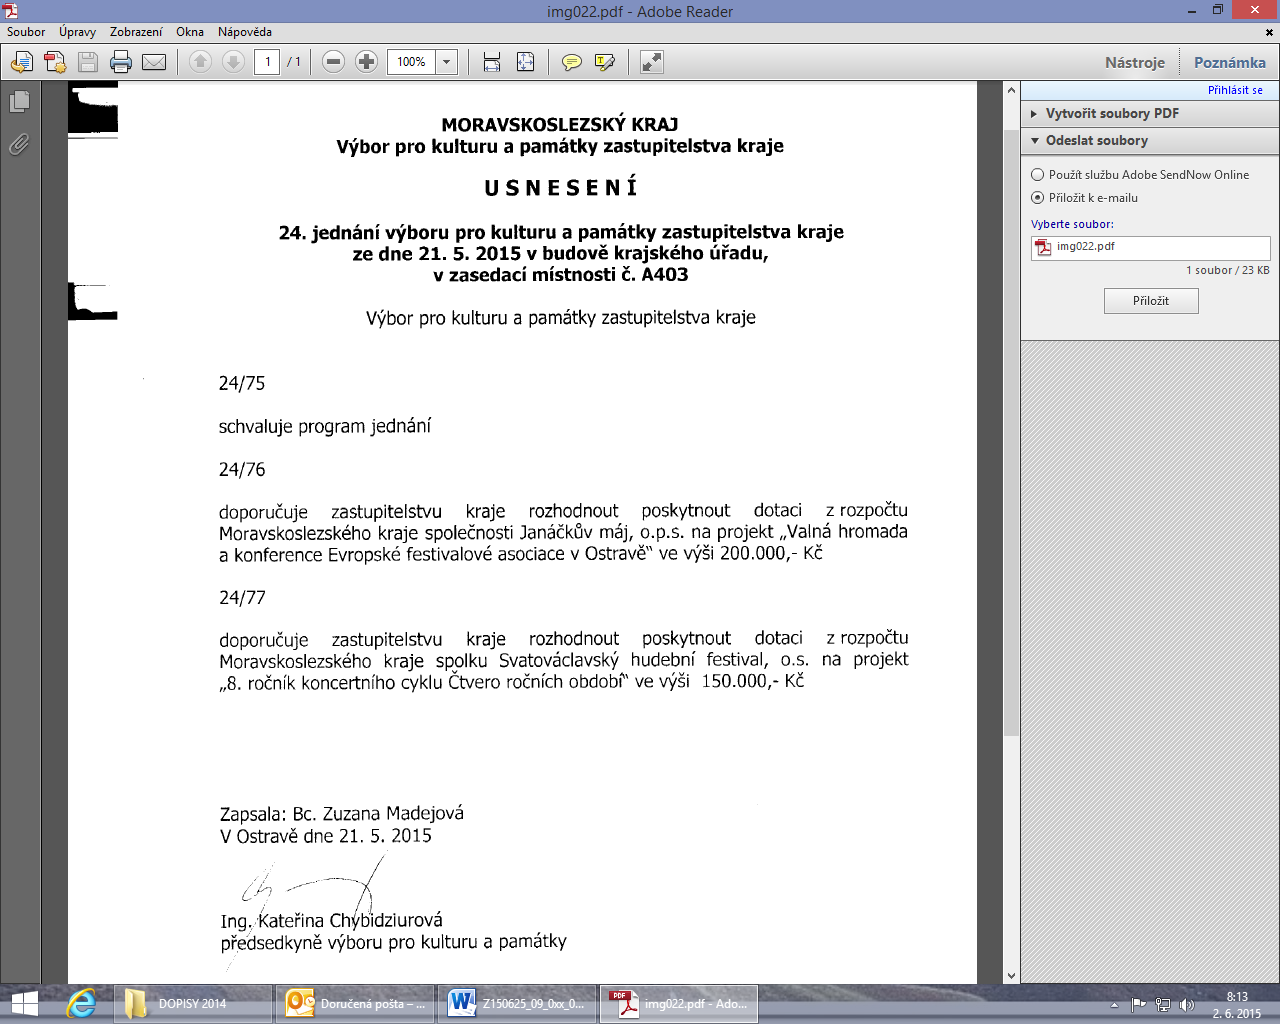 img022.pdf - Adobe Reader
Soubor Úpravy Zobrazení Okna Nápověda
1 / 1 100% Nástroje Poznámka
Přihlásit se
Vytvořit soubory PDF
Odeslat soubory
Použít službu Adobe SendNow Online
Přiložit k e-mailu
Vyberte soubor:
img022.pdf
1 soubor / 23 KB
Přiložit
MORAVSKOSLEZSKÝ KRAJ
Výbor pro kulturu a památky zastupitelstva kraje
U S N E S E N Í
24. jednání výboru pro kulturu a památky zastupitelstva kraje
ze dne 21. 5. 2015 v budově krajského úřadu,
v zasedací místnosti č. A403
Výbor pro kulturu a památky zastupitelstva kraje
24/75
schvaluje program jednání
24/76
doporučuje zastupitelstvu kraje rozhodnout poskytnout dotaci z rozpočtu
Moravskoslezského kraje společnosti Janáčkův máj, o.p.s. na projekt „Valná hromada
a konference Evropské festivalové asociace v Ostravě“ ve výši 200.000,- Kč
24/77
doporučuje zastupitelstvu kraje rozhodnout poskytnout dotaci z rozpočtu
Moravskoslezského kraje spolku Svatováclavský hudební festival, o.s. na projekt
„8. ročník koncertního cyklu Čtvero ročních období“ ve výši 150.000,- Kč
Zapsala: Bc. Zuzana Madejová
V Ostravě dne 21. 5. 2015
Ing. Kateřina Chybidziurová
předsedkyně výboru pro kulturu a památky
DOPISY 2014
Doručená pošta – ...
Z150625_09_0xx_0...
img022.pdf - Ado...
8:13
2. 6. 2015